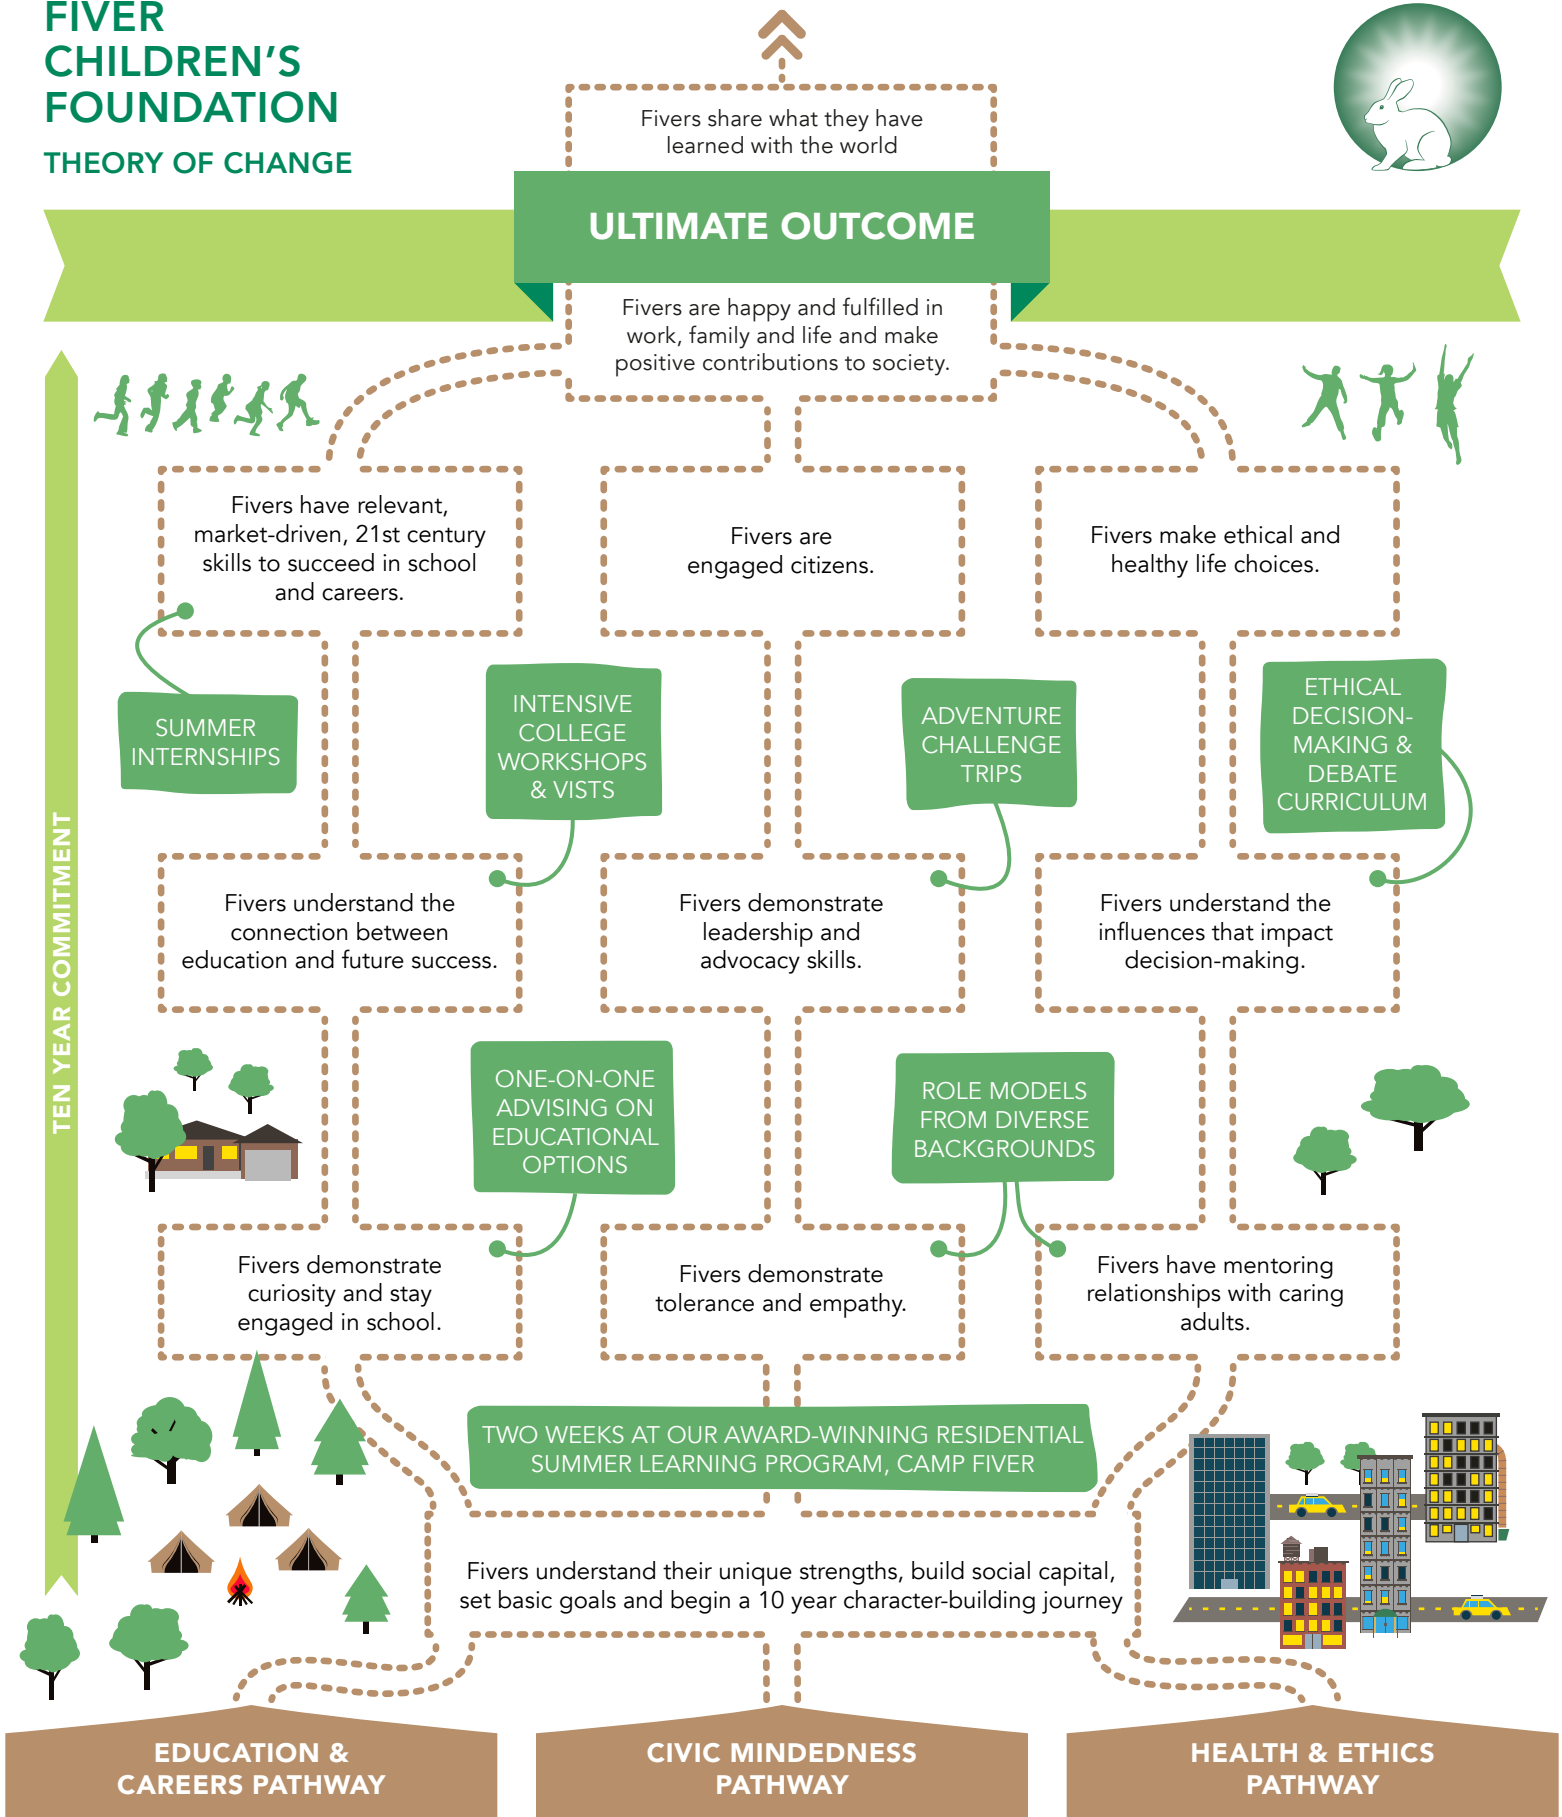 FIVER
CHILDREN'S
FOUNDATION
THEORY OF CHANGE
Fivers share what they have
learned with the world
ULTIMATE OUTCOME
Fivers are happy and fulfilled in
work, family and life and make
positive contributions to society.
TEN YEAR COMMITMENT
Fivers have relevant,
market-driven, 21st century
skills to succeed in school
and careers.
Fivers are
engaged citizens.
Fivers make ethical and
healthy life choices.
SUMMER
INTERNSHIPS
INTENSIVE
COLLEGE
WORKSHOPS
& VISTS
ADVENTURE
CHALLENGE
TRIPS
ETHICAL
DECISION-
MAKING &
DEBATE
CURRICULUM
Fivers understand the
connection between
education and future success.
Fivers demonstrate
leadership and
advocacy skills.
Fivers understand the
influences that impact
decision-making.
ONE-ON-ONE
ADVISING ON
EDUCATIONAL
OPTIONS
ROLE MODELS
FROM DIVERSE
BACKGROUNDS
Fivers demonstrate
curiosity and stay
engaged in school.
Fivers demonstrate
tolerance and empathy.
Fivers have mentoring
relationships with caring
adults.
TWO WEEKS AT OUR AWARD-WINNING RESIDENTIAL
SUMMER LEARNING PROGRAM, CAMP FIVER
Fivers understand their unique strengths, build social capital,
set basic goals and begin a 10 year character-building journey
EDUCATION &
CAREERS PATHWAY
CIVIC MINDEDNESS
PATHWAY
HEALTH & ETHICS
PATHWAY